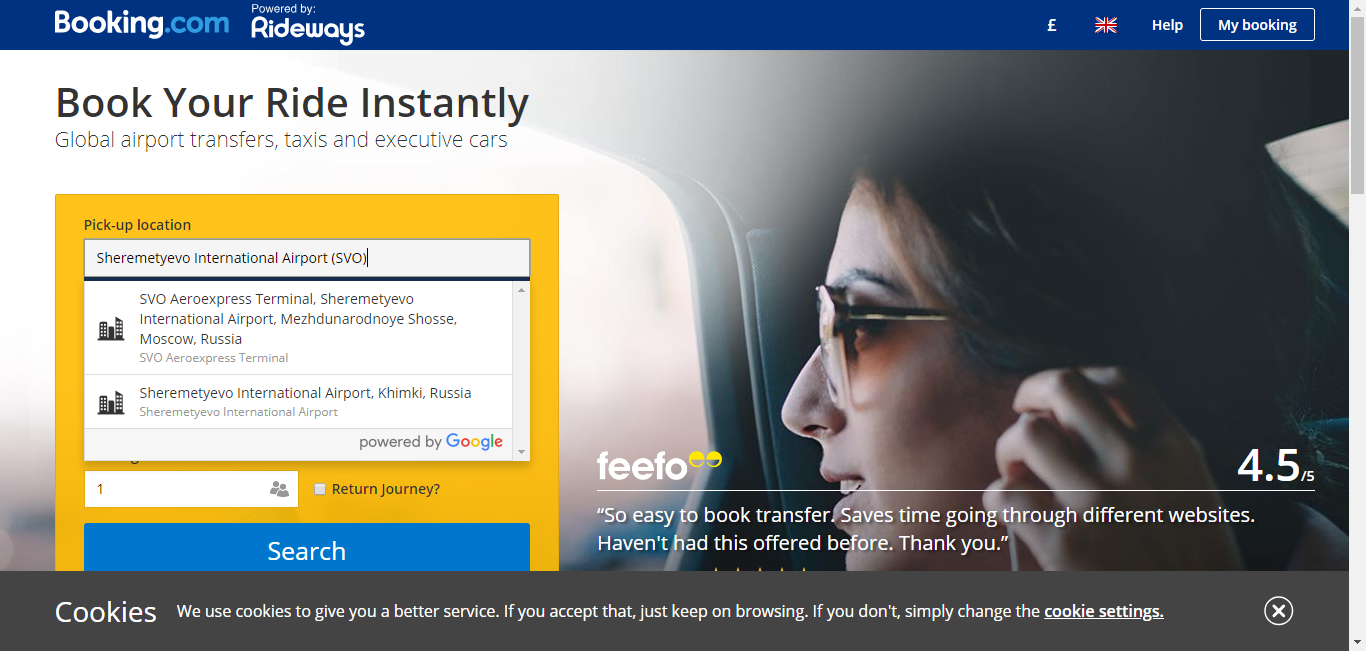 Booking.com
Powered by:
Rideways
£
Help
My booking
Book Your Ride Instantly
Global airport transfers, taxis and executive cars
Pick-up location
Sheremetyevo International Airport (SVO)
SVO Aeroexpress Terminal, Sheremetyevo
International Airport, Mezhdunarodnoye Shosse,
Moscow, Russia
SVO Aeroexpress Terminal
Sheremetyevo International Airport, Khimki, Russia
Sheremetyevo International Airport
powered by Google
1
Return Journey?
Search
feefo
4.5/5
“So easy to book transfer. Saves time going through different websites.
Haven't had this offered before. Thank you.”
Cookies
We use cookies to give you a better service. If you accept that, just keep on browsing. If you don't, simply change the cookie settings.